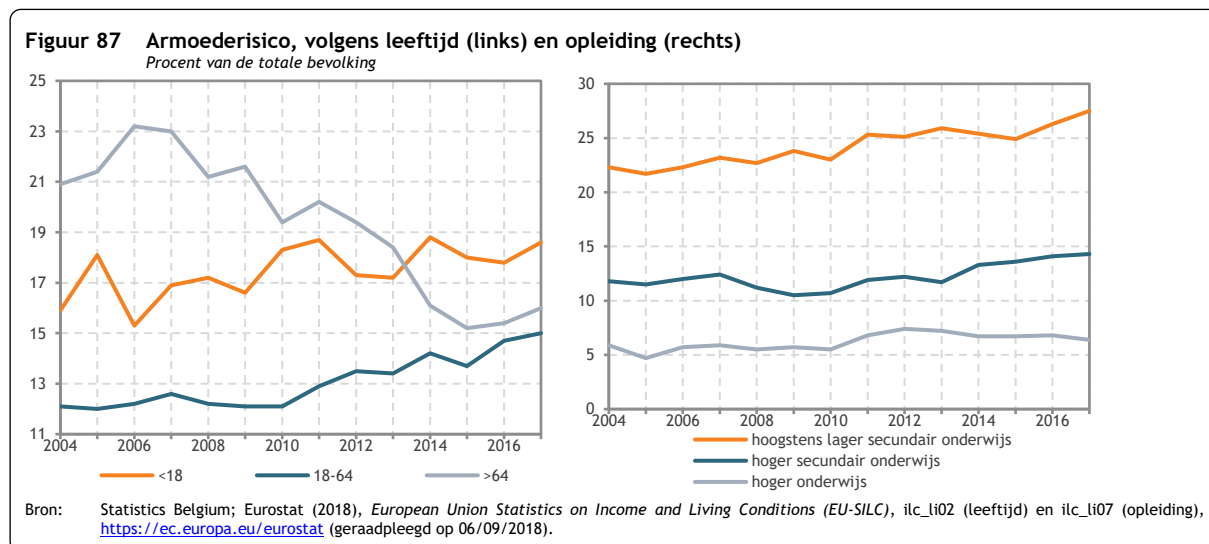 Figuur 87 Armoederisico, volgens leeftijd (links) en opleiding (rechts)
Procent van de totale bevolking
25
23
21
19
17
15
13
11
2004 2006 2008 2010 2012 2014 2016
<18 18-64 >64
30
25
20
15
10
5
0
2004 2006 2008 2010 2012 2014 2016
hoogstens lager secundair onderwijs
hoger secundair onderwijs
hoger onderwijs
Bron: Statistics Belgium; Eurostat (2018), European Union Statistics on Income and Living Conditions (EU-SILC), ilc_li02 (leeftijd) en ilc_li07 (opleiding),
https://ec.europa.eu/eurostat (geraadpleegd op 06/09/2018).